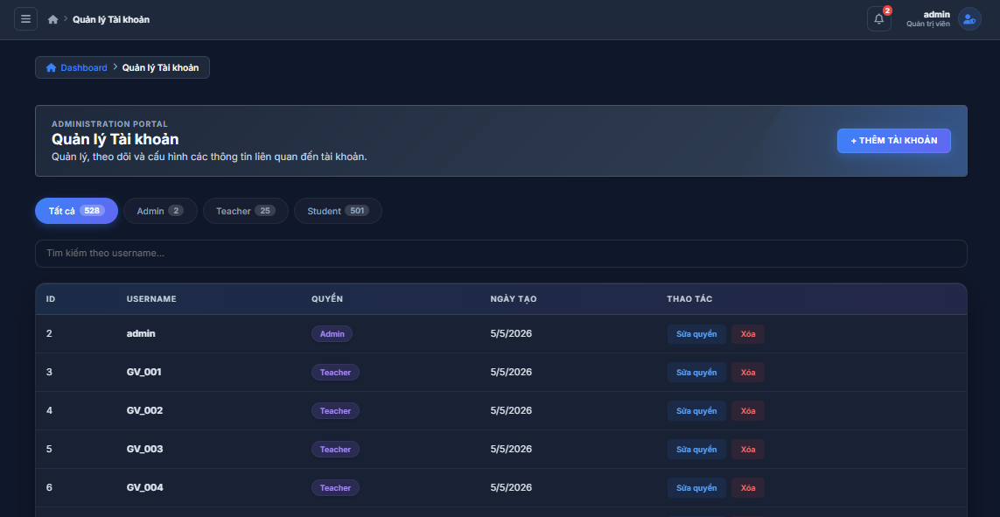 Quản lý Tài khoản
2
admin
Quản trị viên
Dashboard > Quản lý Tài khoản
ADMINISTRATION PORTAL
Quản lý Tài khoản
Quản lý, theo dõi và cấu hình các thông tin liên quan đến tài khoản.
+ THÊM TÀI KHOẢN
Tất cả 528 Admin 2 Teacher 25 Student 501
Tìm kiếm theo username...
ID USERNAME QUYỀN NGÀY TẠO THAO TÁC
2 admin Admin 5/5/2026 Sửa quyền Xóa
3 GV_001 Teacher 5/5/2026 Sửa quyền Xóa
4 GV_002 Teacher 5/5/2026 Sửa quyền Xóa
5 GV_003 Teacher 5/5/2026 Sửa quyền Xóa
6 GV_004 Teacher 5/5/2026 Sửa quyền Xóa